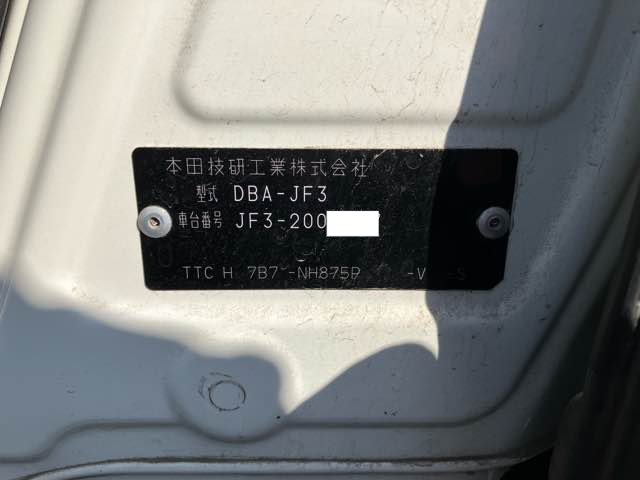 本田技研工業株式会社
型式 DBA-JF3
車台番号 JF3-200
TTC H 7B7 -NH875P -V -S